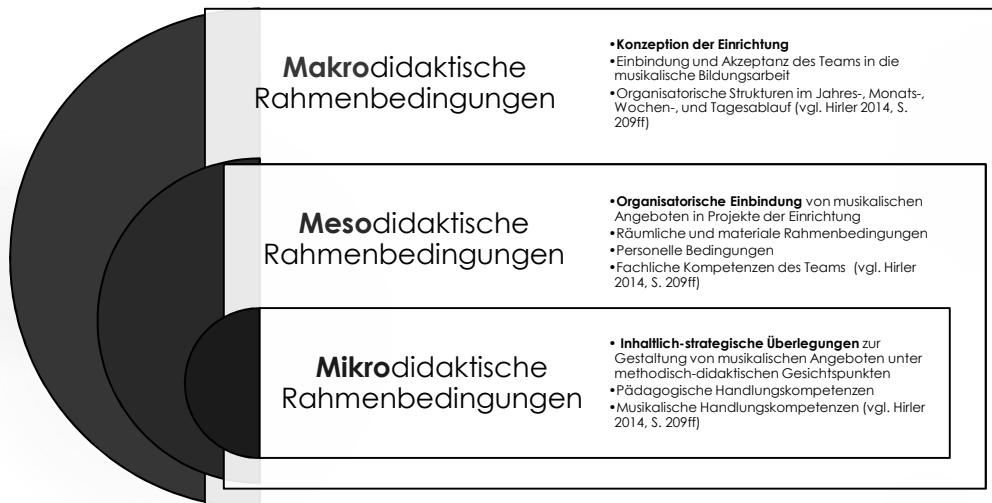 Makrodidaktische
Rahmenbedingungen
•Konzeption der Einrichtung
•Einbindung und Akzeptanz des Teams in die
musikalische Bildungsarbeit
•Organisatorische Strukturen im Jahres-, Monats-,
Wochen-, und Tagesablauf (vgl. Hirler 2014, S.
209ff)
Mesodidaktische
Rahmenbedingungen
•Organisatorische Einbindung von musikalischen
Angeboten in Projekte der Einrichtung
•Räumliche und materiale Rahmenbedingungen
•Personelle Bedingungen
•Fachliche Kompetenzen des Teams (vgl. Hirler
2014, S. 209ff)
Mikrodidaktische
Rahmenbedingungen
• Inhaltlich-strategische Überlegungen zur
Gestaltung von musikalischen Angeboten unter
methodisch-didaktischen Gesichtspunkten
•Pädagogische Handlungskompetenzen
•Musikalische Handlungskompetenzen (vgl. Hirler
2014, S. 209ff)